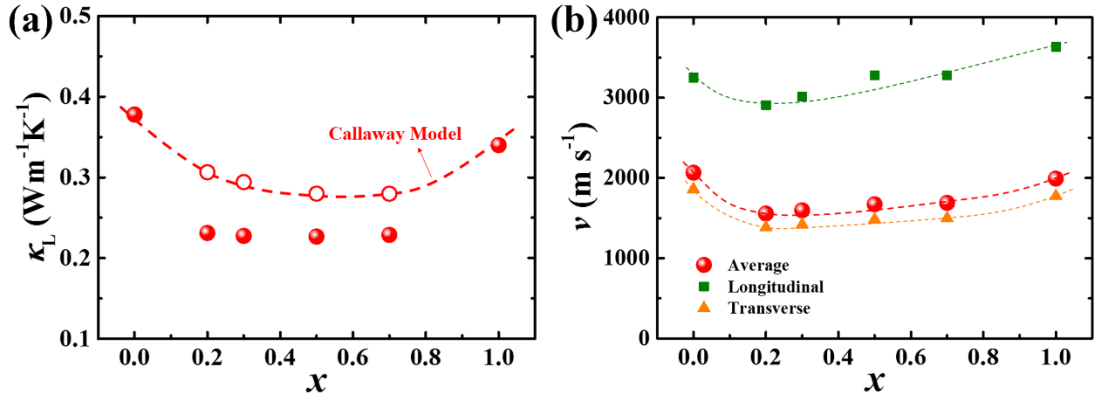 (a)
0.5
0.4
0.3
0.2
0.1
κL (Wm⁻¹K⁻¹)
Callaway Model
0.0 0.2 0.4 0.6 0.8 1.0
x
(b)
4000
3000
2000
1000
0
v (m s⁻¹)
Average
Longitudinal
Transverse
0.0 0.2 0.4 0.6 0.8 1.0
x